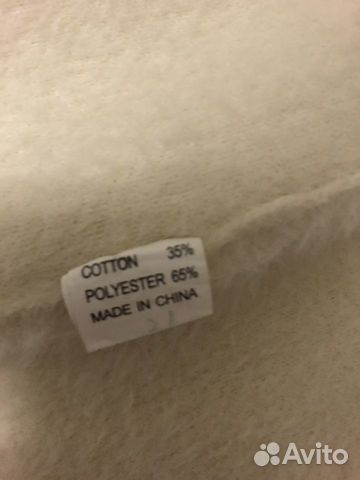 COTTON 35%
POLYESTER 65%
MADE IN CHINA
Avito